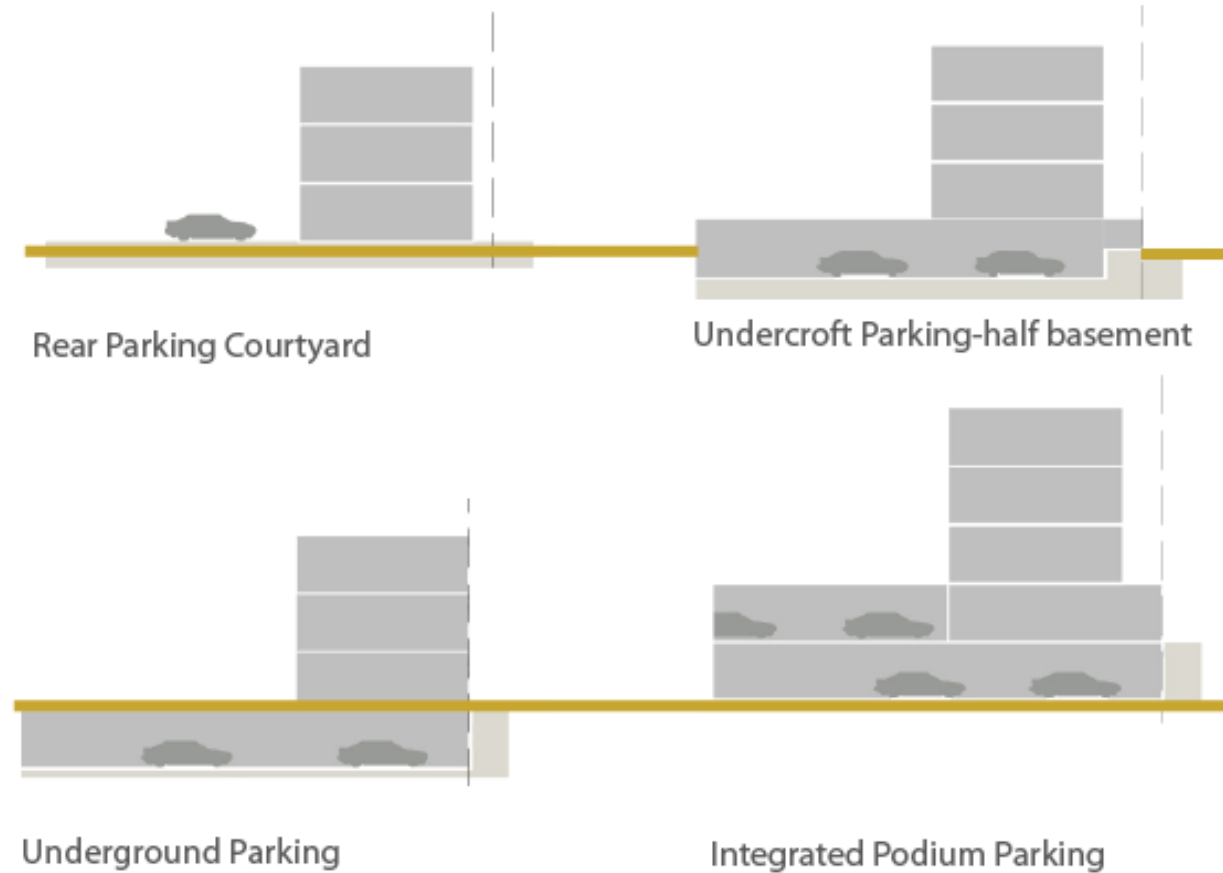 Rear Parking Courtyard
Undercroft Parking-half basement
Underground Parking
Integrated Podium Parking